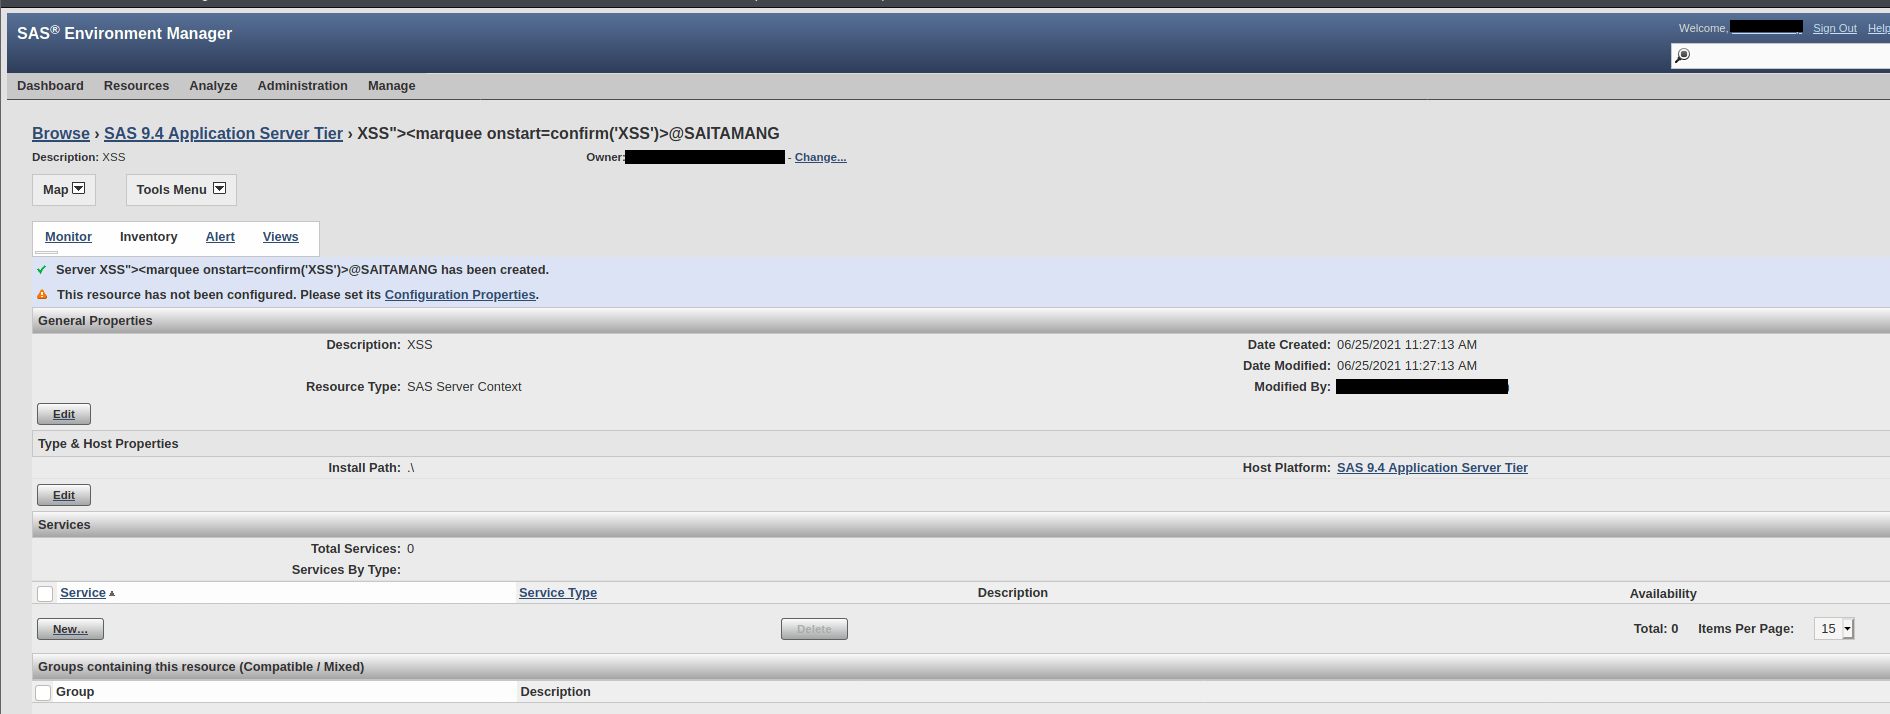 SAS® Environment Manager
Welcome, Sign Out Help
Dashboard Resources Analyze Administration Manage
Browse › SAS 9.4 Application Server Tier › XSS"><marquee onstart=confirm('XSS')>@SAITAMANG
Description: XSS Owner: - Change...
Map Tools Menu
Monitor Inventory Alert Views
Server XSS"><marquee onstart=confirm('XSS')>@SAITAMANG has been created.
This resource has not been configured. Please set its Configuration Properties.
General Properties
Description: XSS Date Created: 06/25/2021 11:27:13 AM
Date Modified: 06/25/2021 11:27:13 AM
Resource Type: SAS Server Context Modified By:
Edit
Type & Host Properties
Install Path: .\ Host Platform: SAS 9.4 Application Server Tier
Edit
Services
Total Services: 0
Services By Type:
Service Service Type Description Availability
New... Delete Total: 0 Items Per Page: 15
Groups containing this resource (Compatible / Mixed)
Group Description